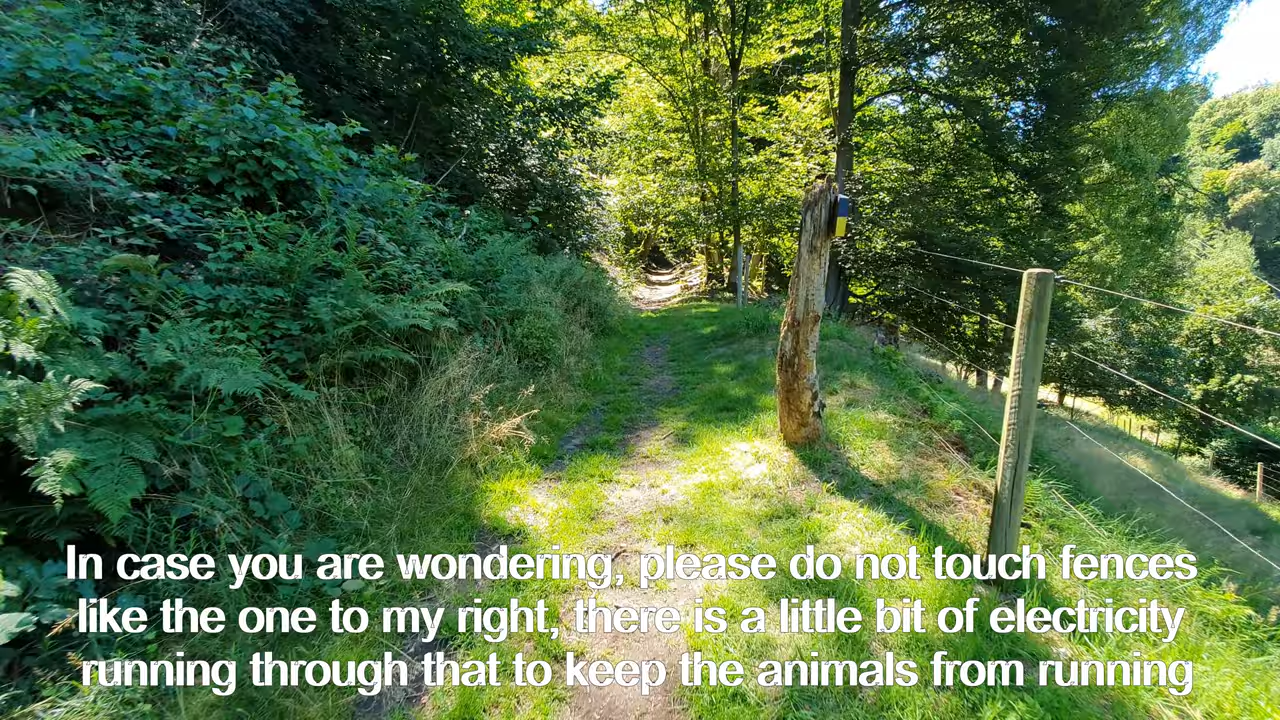 In case you are wondering, please do not touch fences
like the one to my right, there is a little bit of electricity
running through that to keep the animals from running